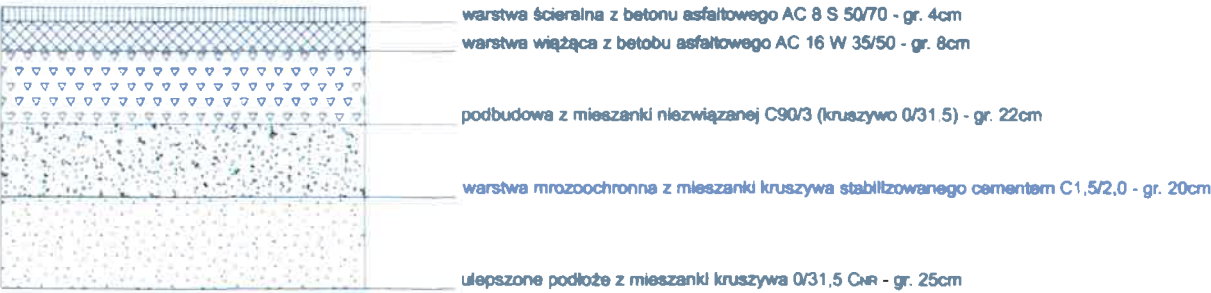 warstwa ścieralna z betonu asfaltowego AC 8 S 50/70 - gr. 4cm
warstwa wiążąca z betobu asfaltowego AC 16 W 35/50 - gr. 8cm
podbudowa z mieszanki niezwiązanej C90/3 (kruszywo 0/31.5) - gr. 22cm
warstwa mrozoochronna z mieszanki kruszywa stabilizowanego cementem C1,5/2,0 - gr. 20cm
ulepszone podłoże z mieszanki kruszywa 0/31,5 CNR - gr. 25cm